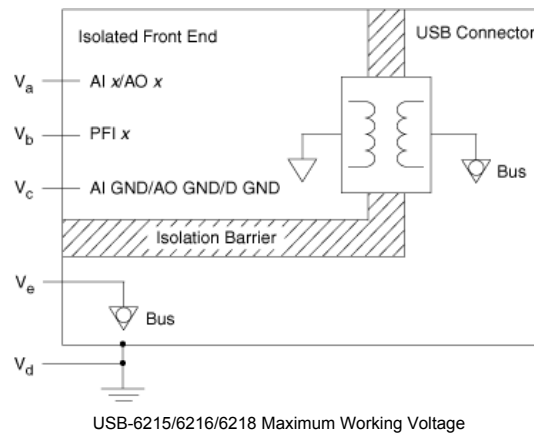 Isolated Front End
USB Connector
Va
AI x/AO x
Vb
PFI x
Bus
Vc
AI GND/AO GND/D GND
Isolation Barrier
Ve
Bus
Vd
USB-6215/6216/6218 Maximum Working Voltage